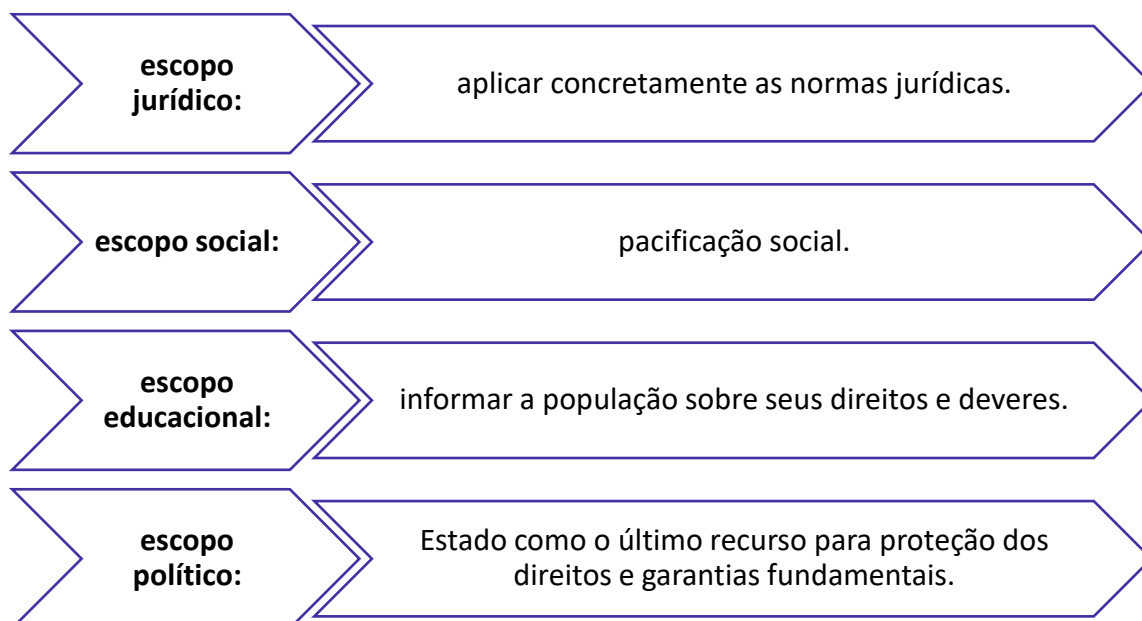 escopo
jurídico:
aplicar concretamente as normas jurídicas.
escopo social:
pacificação social.
escopo
educacional:
informar a população sobre seus direitos e deveres.
escopo
político:
Estado como o último recurso para proteção dos
direitos e garantias fundamentais.